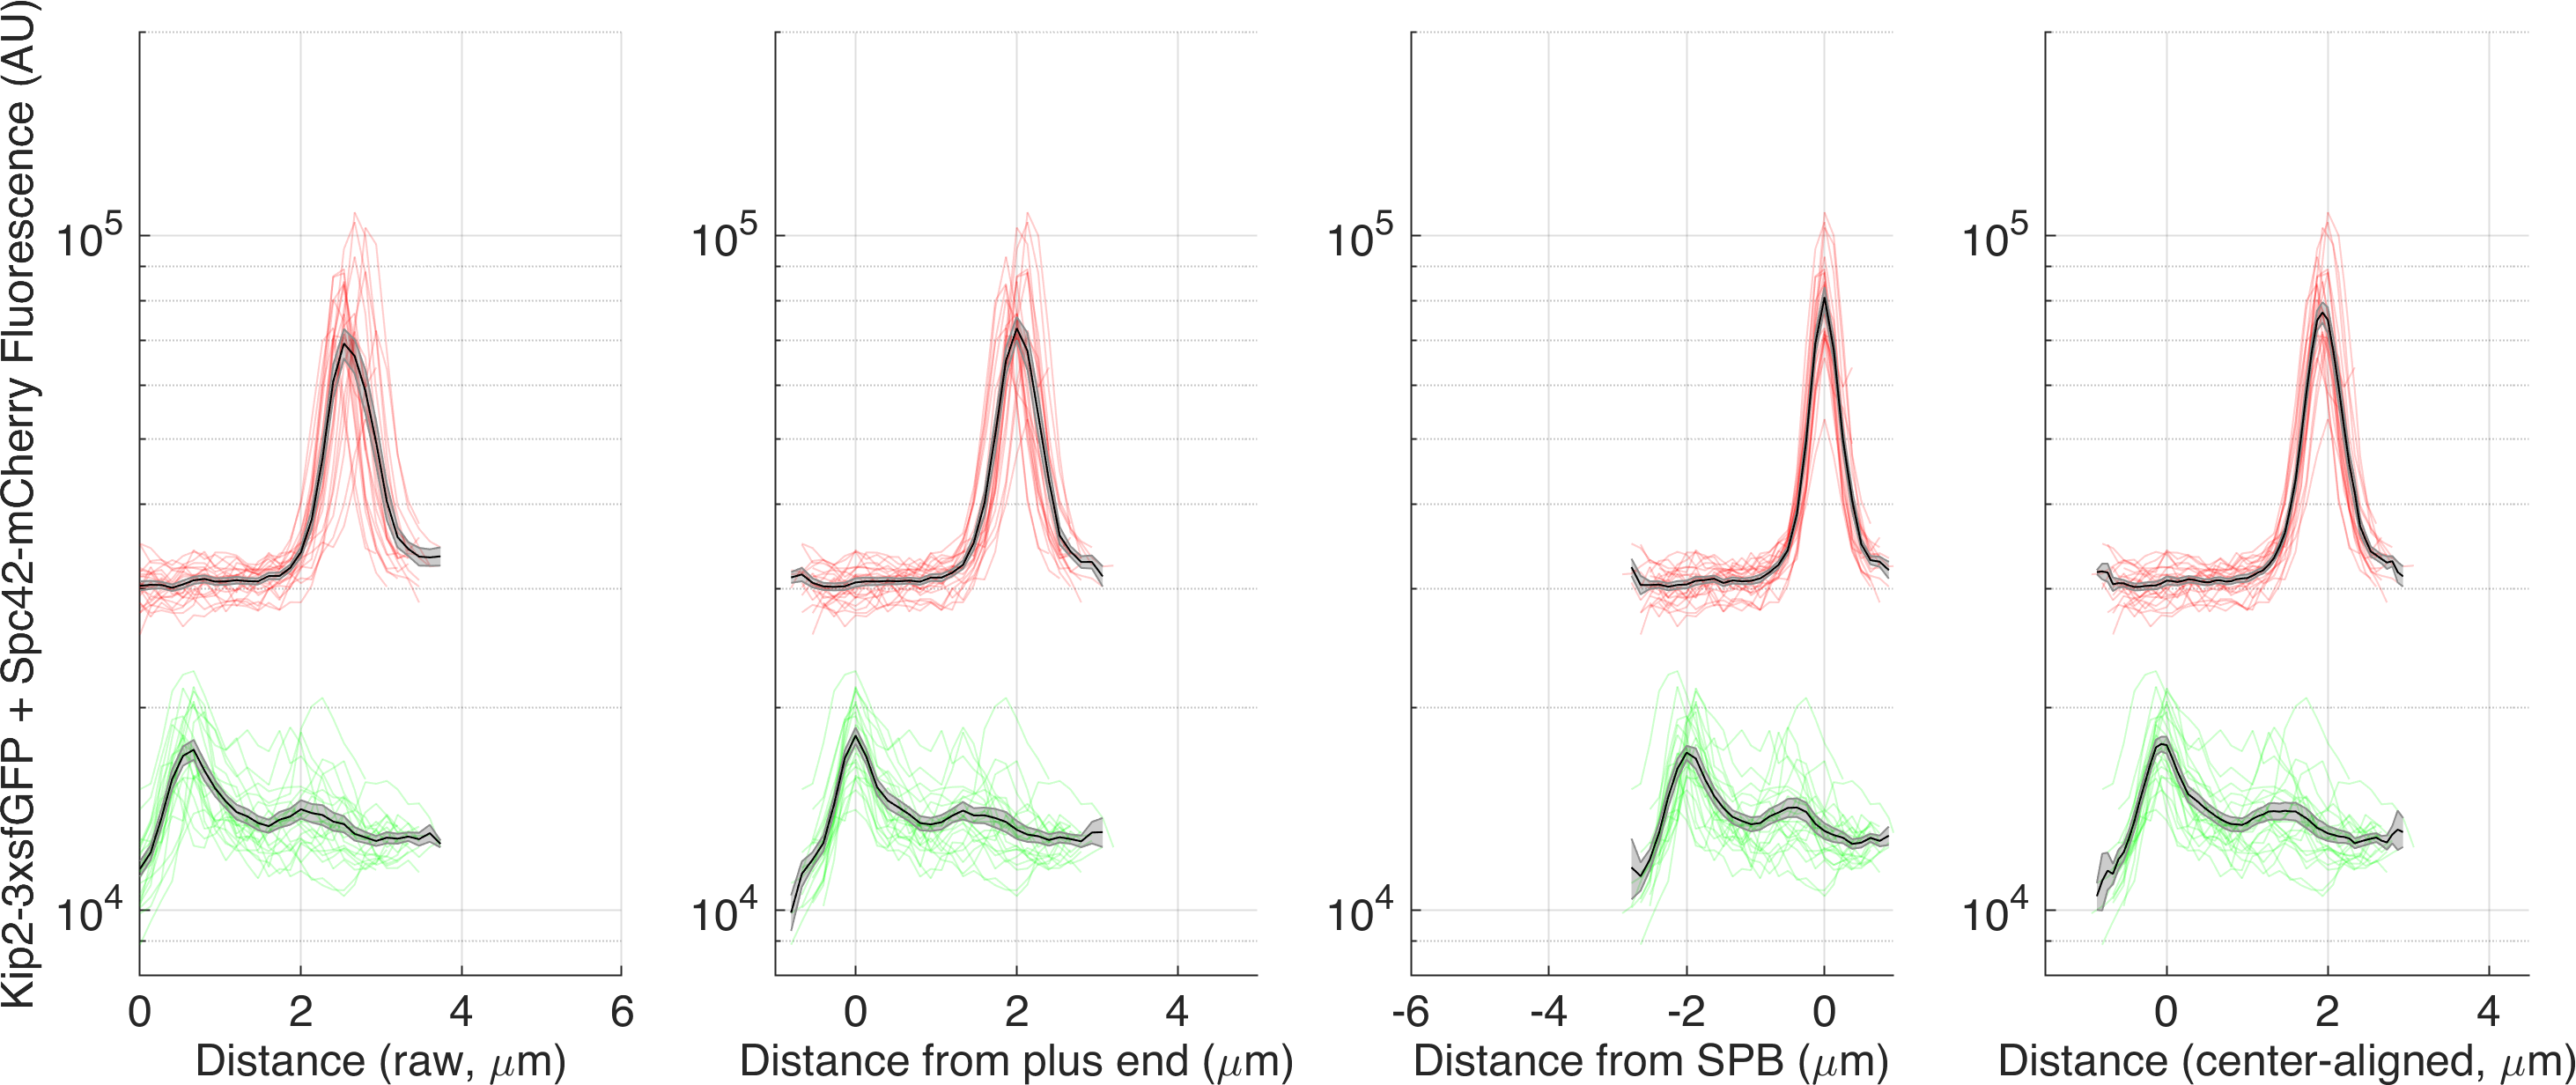 Kip2-3xsfGFP + Spc42-mCherry Fluorescence (AU)
10^5
10^4
0 2 4 6
Distance (raw, μm)
10^5
10^4
0 2 4
Distance from plus end (μm)
10^5
10^4
-6 -4 -2 0
Distance from SPB (μm)
10^5
10^4
0 2 4
Distance (center-aligned, μm)